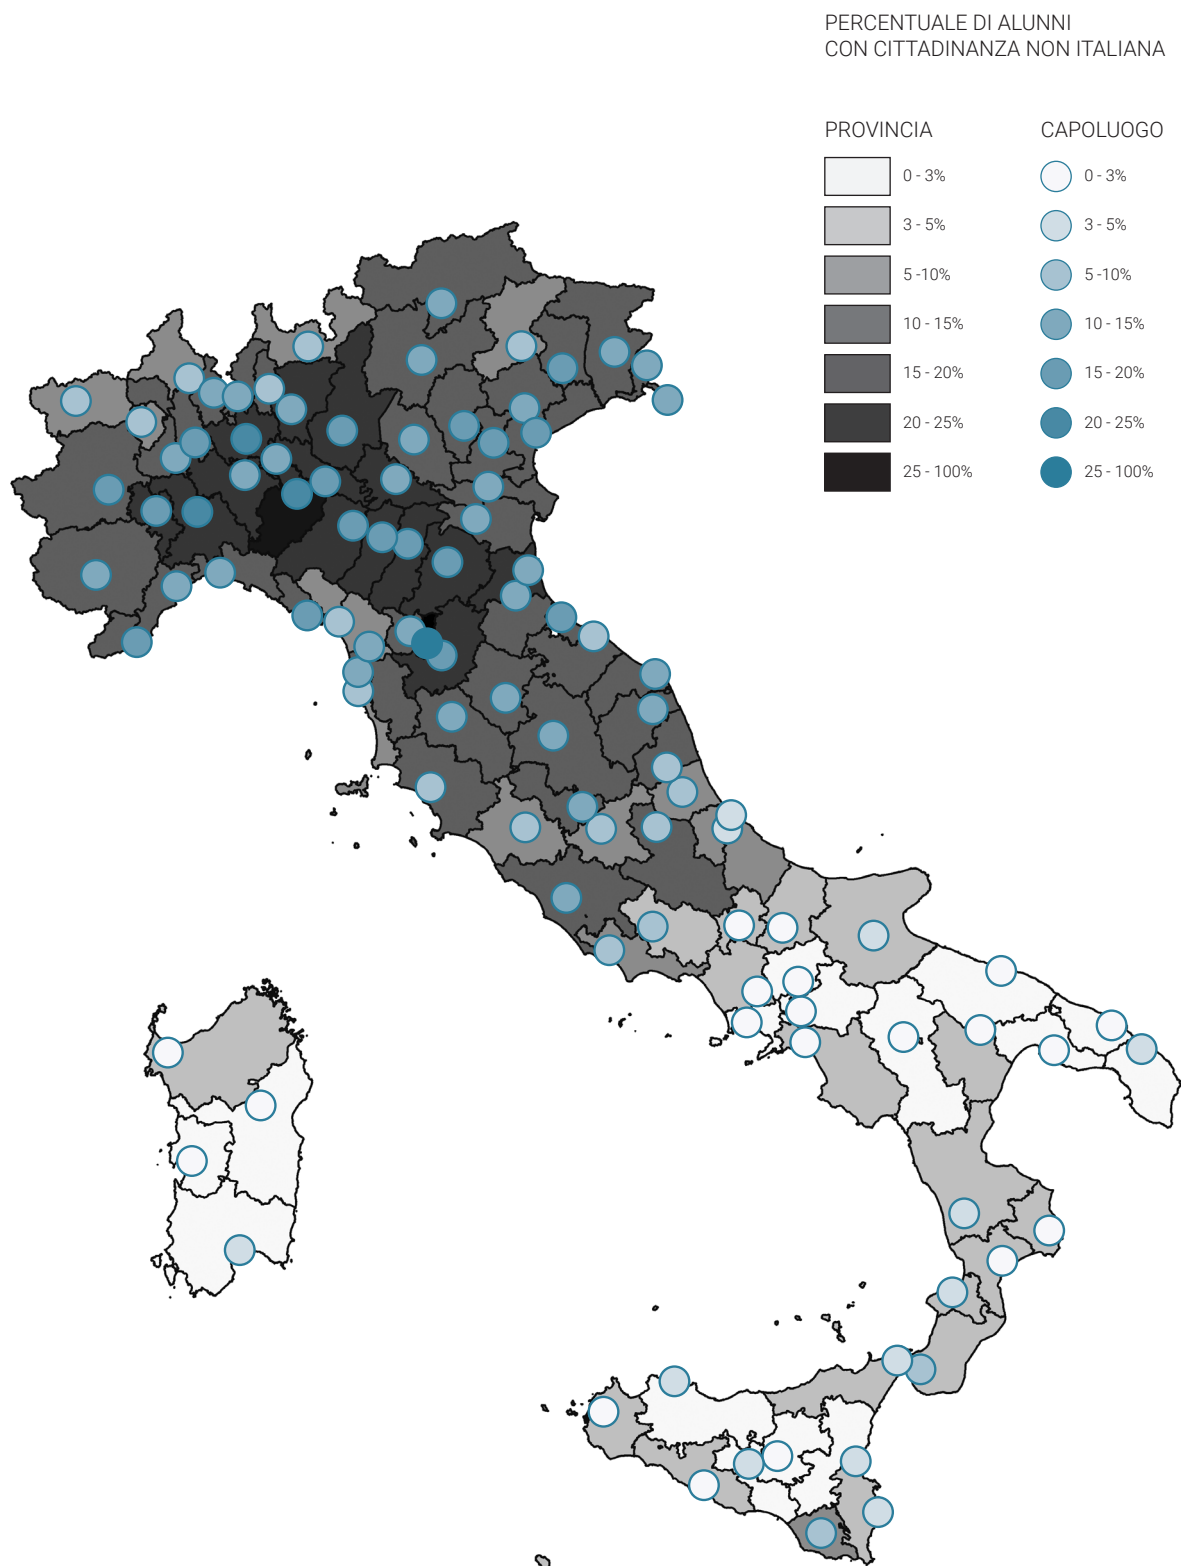 PERCENTUALE DI ALUNNI
CON CITTADINANZA NON ITALIANA
PROVINCIA
0 - 3%
3 - 5%
5 -10%
10 - 15%
15 - 20%
20 - 25%
25 - 100%
CAPOLUOGO
0 - 3%
3 - 5%
5 -10%
10 - 15%
15 - 20%
20 - 25%
25 - 100%